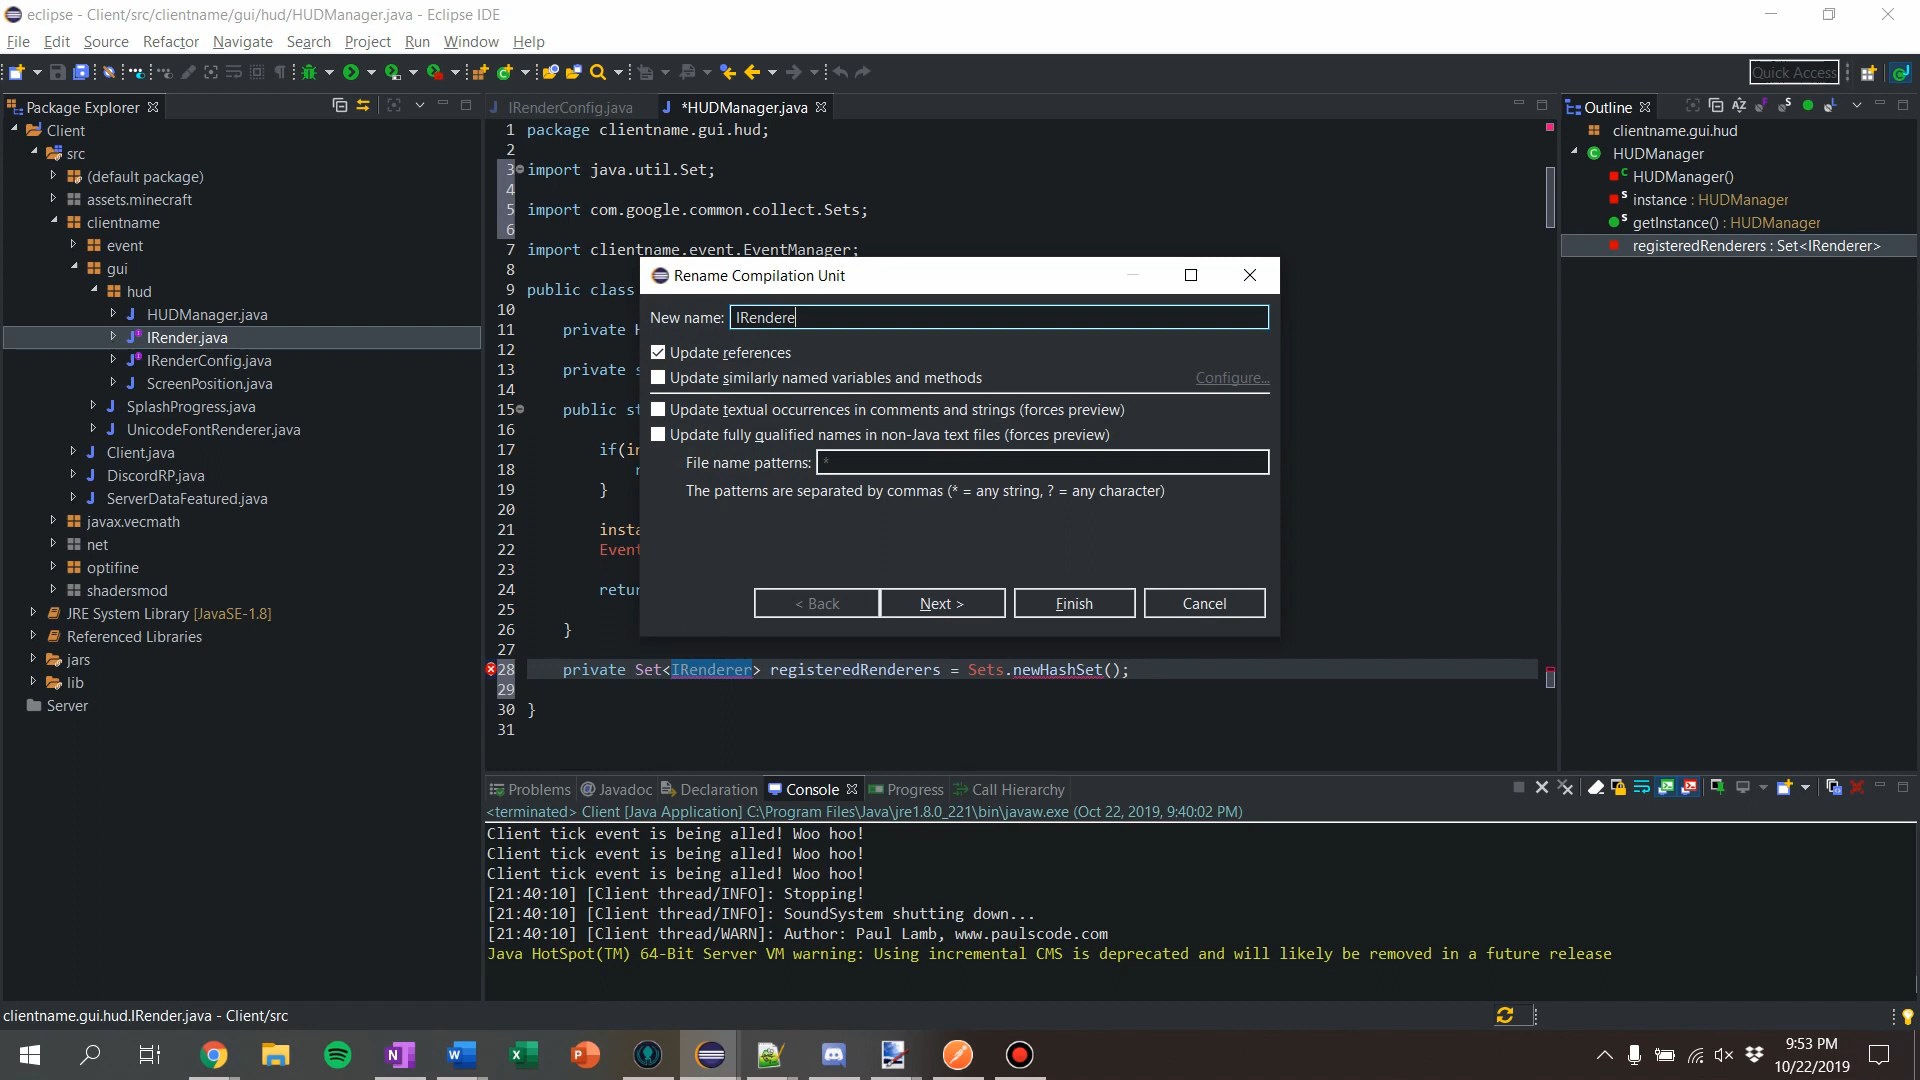 eclipse - Client/src/clientname/gui/hud/HUDManager.java - Eclipse IDE
File Edit Source Refactor Navigate Search Project Run Window Help
Quick Access
Package Explorer
IRenderConfig.java
*HUDManager.java
Outline
Client
src
(default package)
assets.minecraft
clientname
event
gui
hud
HUDManager.java
IRender.java
IRenderConfig.java
ScreenPosition.java
SplashProgress.java
UnicodeFontRenderer.java
Client.java
DiscordRP.java
ServerDataFeatured.java
javax.vecmath
net
optifine
shadersmod
JRE System Library [JavaSE-1.8]
Referenced Libraries
jars
lib
Server
1 package clientname.gui.hud;
2
3 import java.util.Set;
4
5 import com.google.common.collect.Sets;
6
7 import clientname.event.EventManager;
8
9 public class
10
11 private H
12
13 private s
14
15 public st
16
17 if(in
18 n
19 }
20
21 insta
22 Event
23
24 retur
25
26 }
27
28 private Set<IRenderer> registeredRenderers = Sets.newHashSet();
29
30 }
31
Rename Compilation Unit
New name: IRendere
Update references
Update similarly named variables and methods
Configure...
Update textual occurrences in comments and strings (forces preview)
Update fully qualified names in non-Java text files (forces preview)
File name patterns: *
The patterns are separated by commas (* = any string, ? = any character)
< Back
Next >
Finish
Cancel
clientname.gui.hud
HUDManager
HUDManager()
instance : HUDManager
getInstance() : HUDManager
registeredRenderers : Set<IRenderer>
Problems @ Javadoc Declaration Console Progress Call Hierarchy
<terminated> Client [Java Application] C:\Program Files\Java\jre1.8.0_221\bin\javaw.exe (Oct 22, 2019, 9:40:02 PM)
Client tick event is being alled! Woo hoo!
Client tick event is being alled! Woo hoo!
Client tick event is being alled! Woo hoo!
[21:40:10] [Client thread/INFO]: Stopping!
[21:40:10] [Client thread/INFO]: SoundSystem shutting down...
[21:40:10] [Client thread/WARN]: Author: Paul Lamb, www.paulscode.com
Java HotSpot(TM) 64-Bit Server VM warning: Using incremental CMS is deprecated and will likely be removed in a future release
clientname.gui.hud.IRender.java - Client/src
9:53 PM
10/22/2019